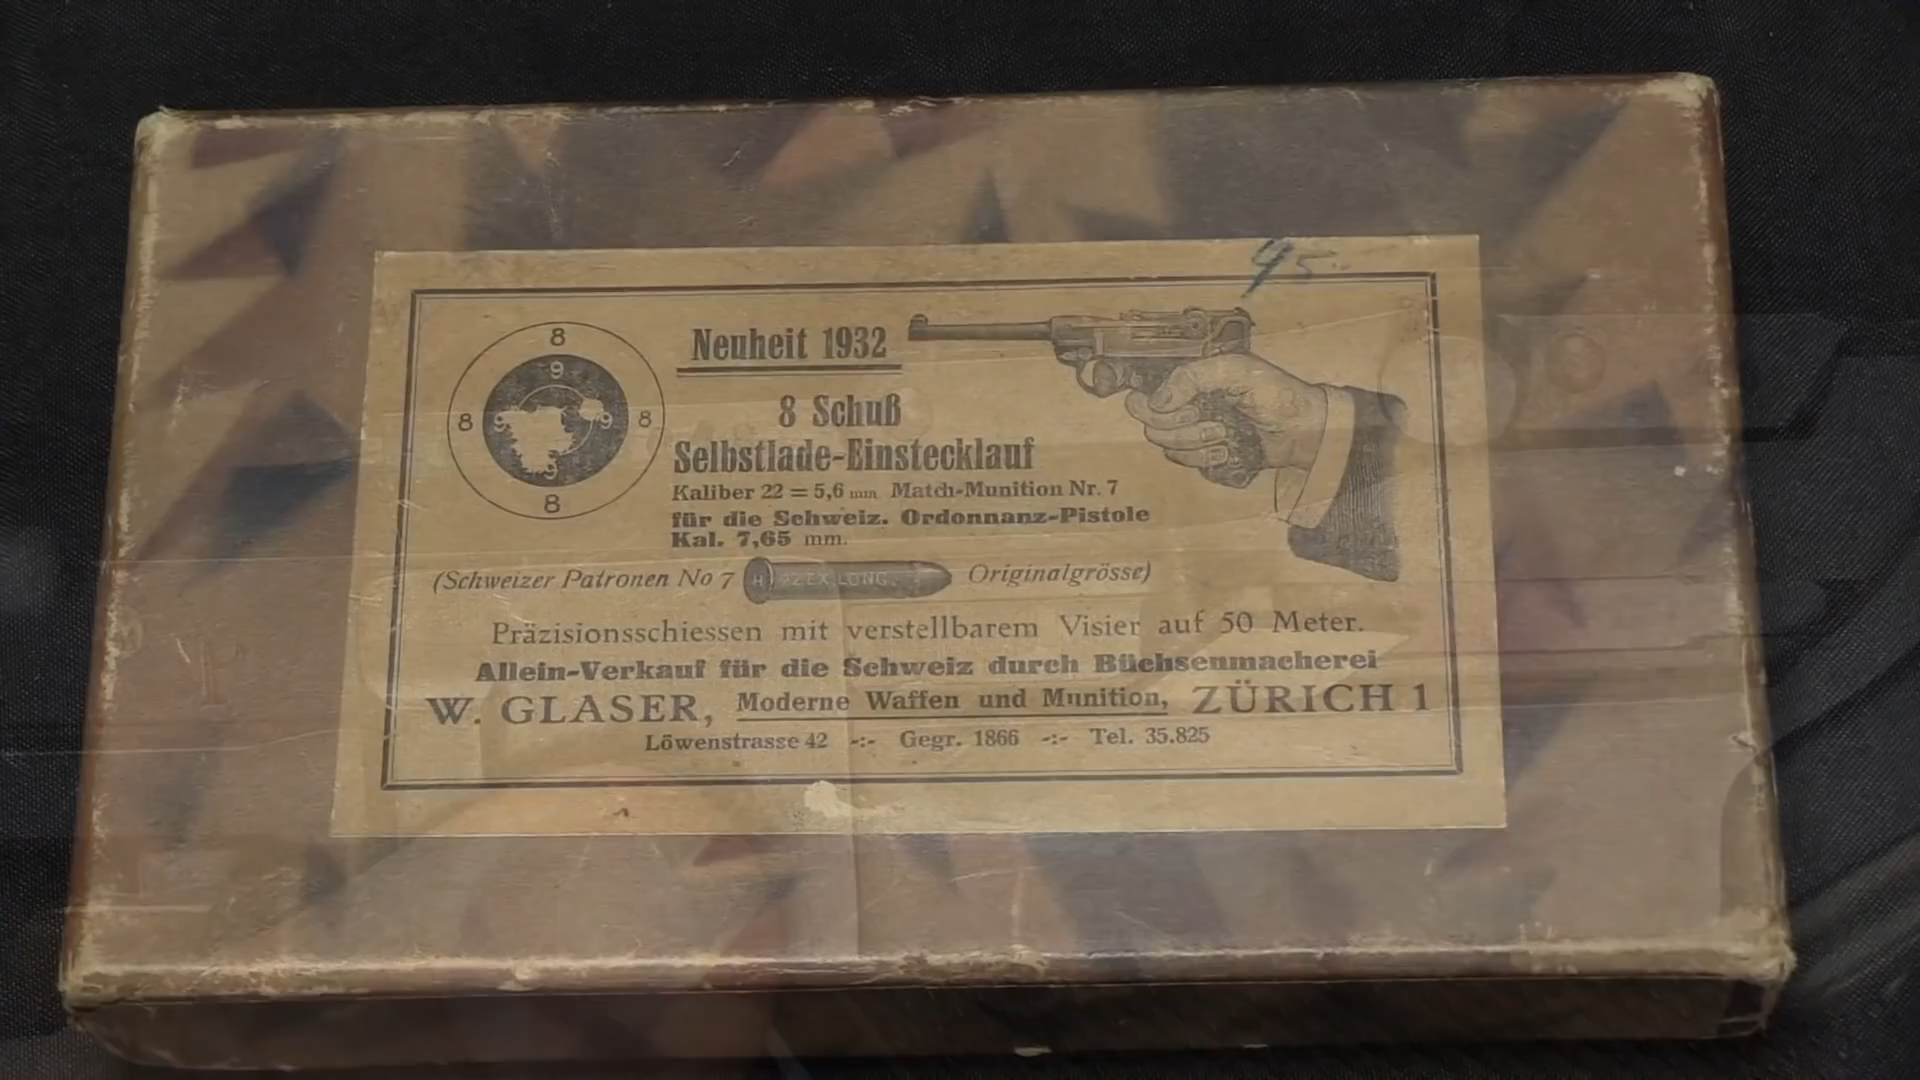 95.-
8
9
8 9 9 8
9
8
Neuheit 1932
8 Schuß
Selbstlade-Einstecklauf
Kaliber 22 = 5,6 mm Match-Munition Nr. 7
für die Schweiz. Ordonnanz-Pistole
Kal. 7,65 mm.
(Schweizer Patronen No 7 H 22 EX. LONG. Originalgrösse)
Präzisionsschiessen mit verstellbarem Visier auf 50 Meter.
Allein-Verkauf für die Schweiz durch Büchsenmacherei
W. GLASER, Moderne Waffen und Munition, ZÜRICH 1
Löwenstrasse 42 -:- Gegr. 1866 -:- Tel. 35.825